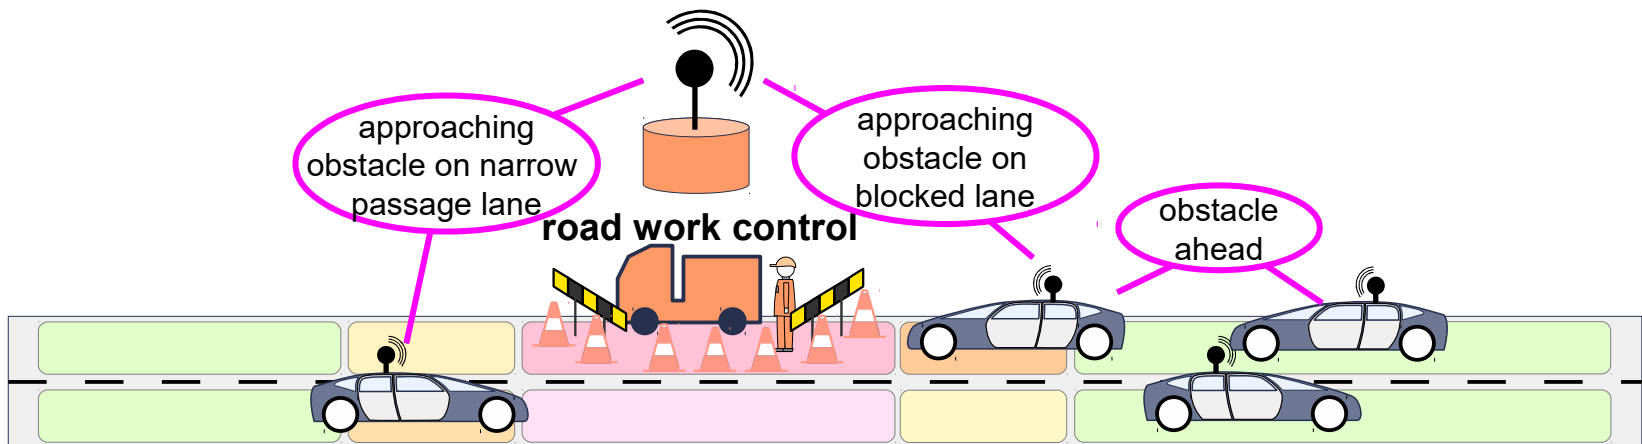 approaching
obstacle on narrow
passage lane
approaching
obstacle on
blocked lane
obstacle
ahead
road work control